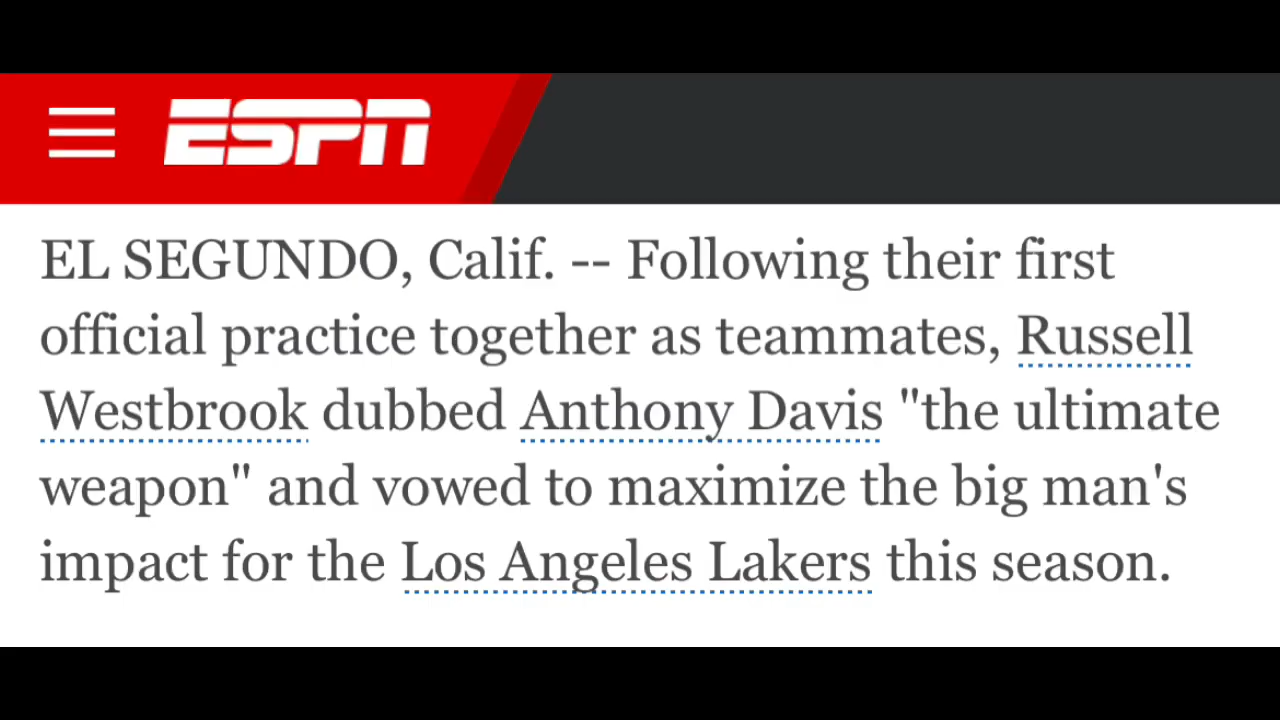 ESPN
EL SEGUNDO, Calif. -- Following their first
official practice together as teammates, Russell
Westbrook dubbed Anthony Davis "the ultimate
weapon" and vowed to maximize the big man's
impact for the Los Angeles Lakers this season.